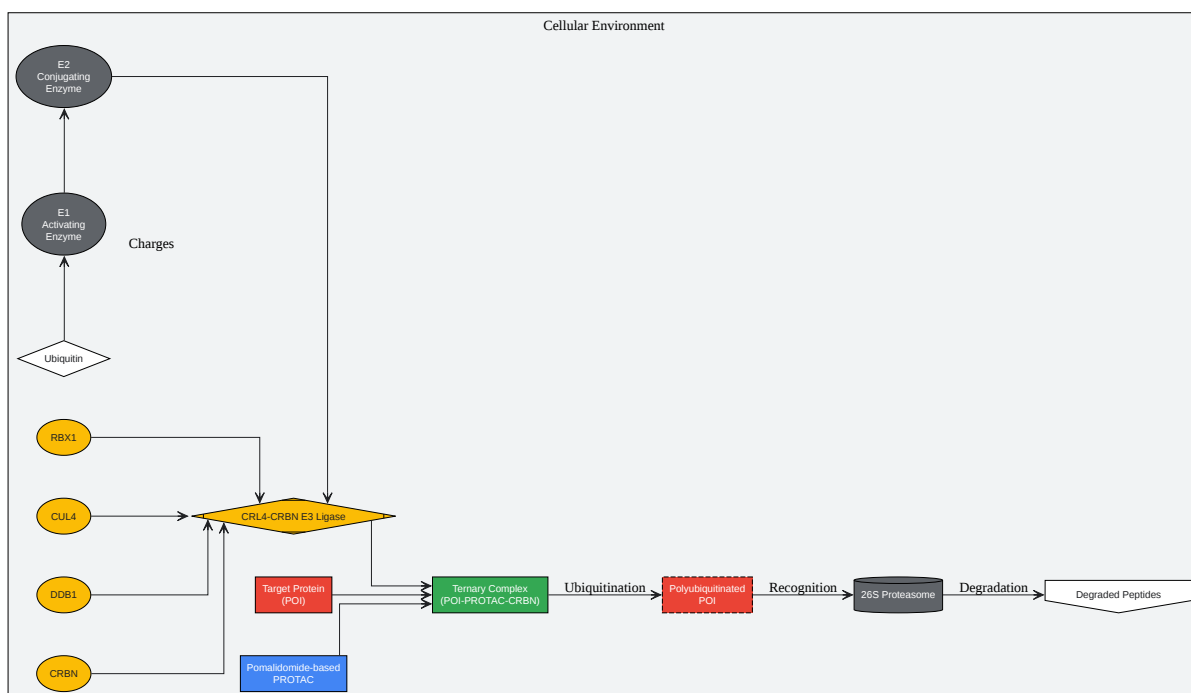 Cellular Environment
E2
Conjugating
Enzyme
E1
Activating
Enzyme
Charges
Ubiquitin
RBX1
CUL4
CRL4-CRBN E3 Ligase
DDB1
Target Protein
(POI)
Ternary Complex
(POI-PROTAC-CRBN)
Ubiquitination
Polyubiquitinated
POI
Recognition
26S Proteasome
Degradation
Degraded Peptides
CRBN
Pomalidomide-based
PROTAC